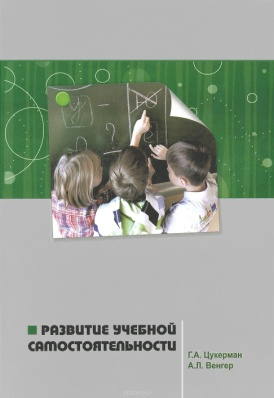 РАЗВИТИЕ УЧЕБНОЙ
САМОСТОЯТЕЛЬНОСТИ
Г.А. Цукерман
А.Л. Венгер